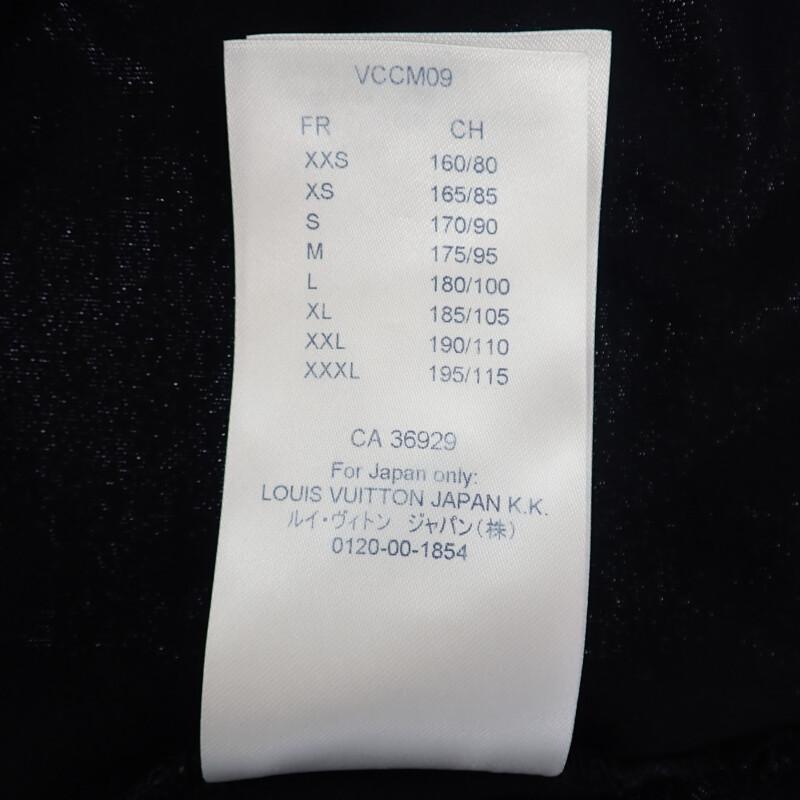 VCCM09
FR CH
XXS 160/80
XS 165/85
S 170/90
M 175/95
L 180/100
XL 185/105
XXL 190/110
XXXL 195/115
CA 36929
For Japan only:
LOUIS VUITTON JAPAN K.K.
ルイ・ヴィトン ジャパン(株)
0120-00-1854